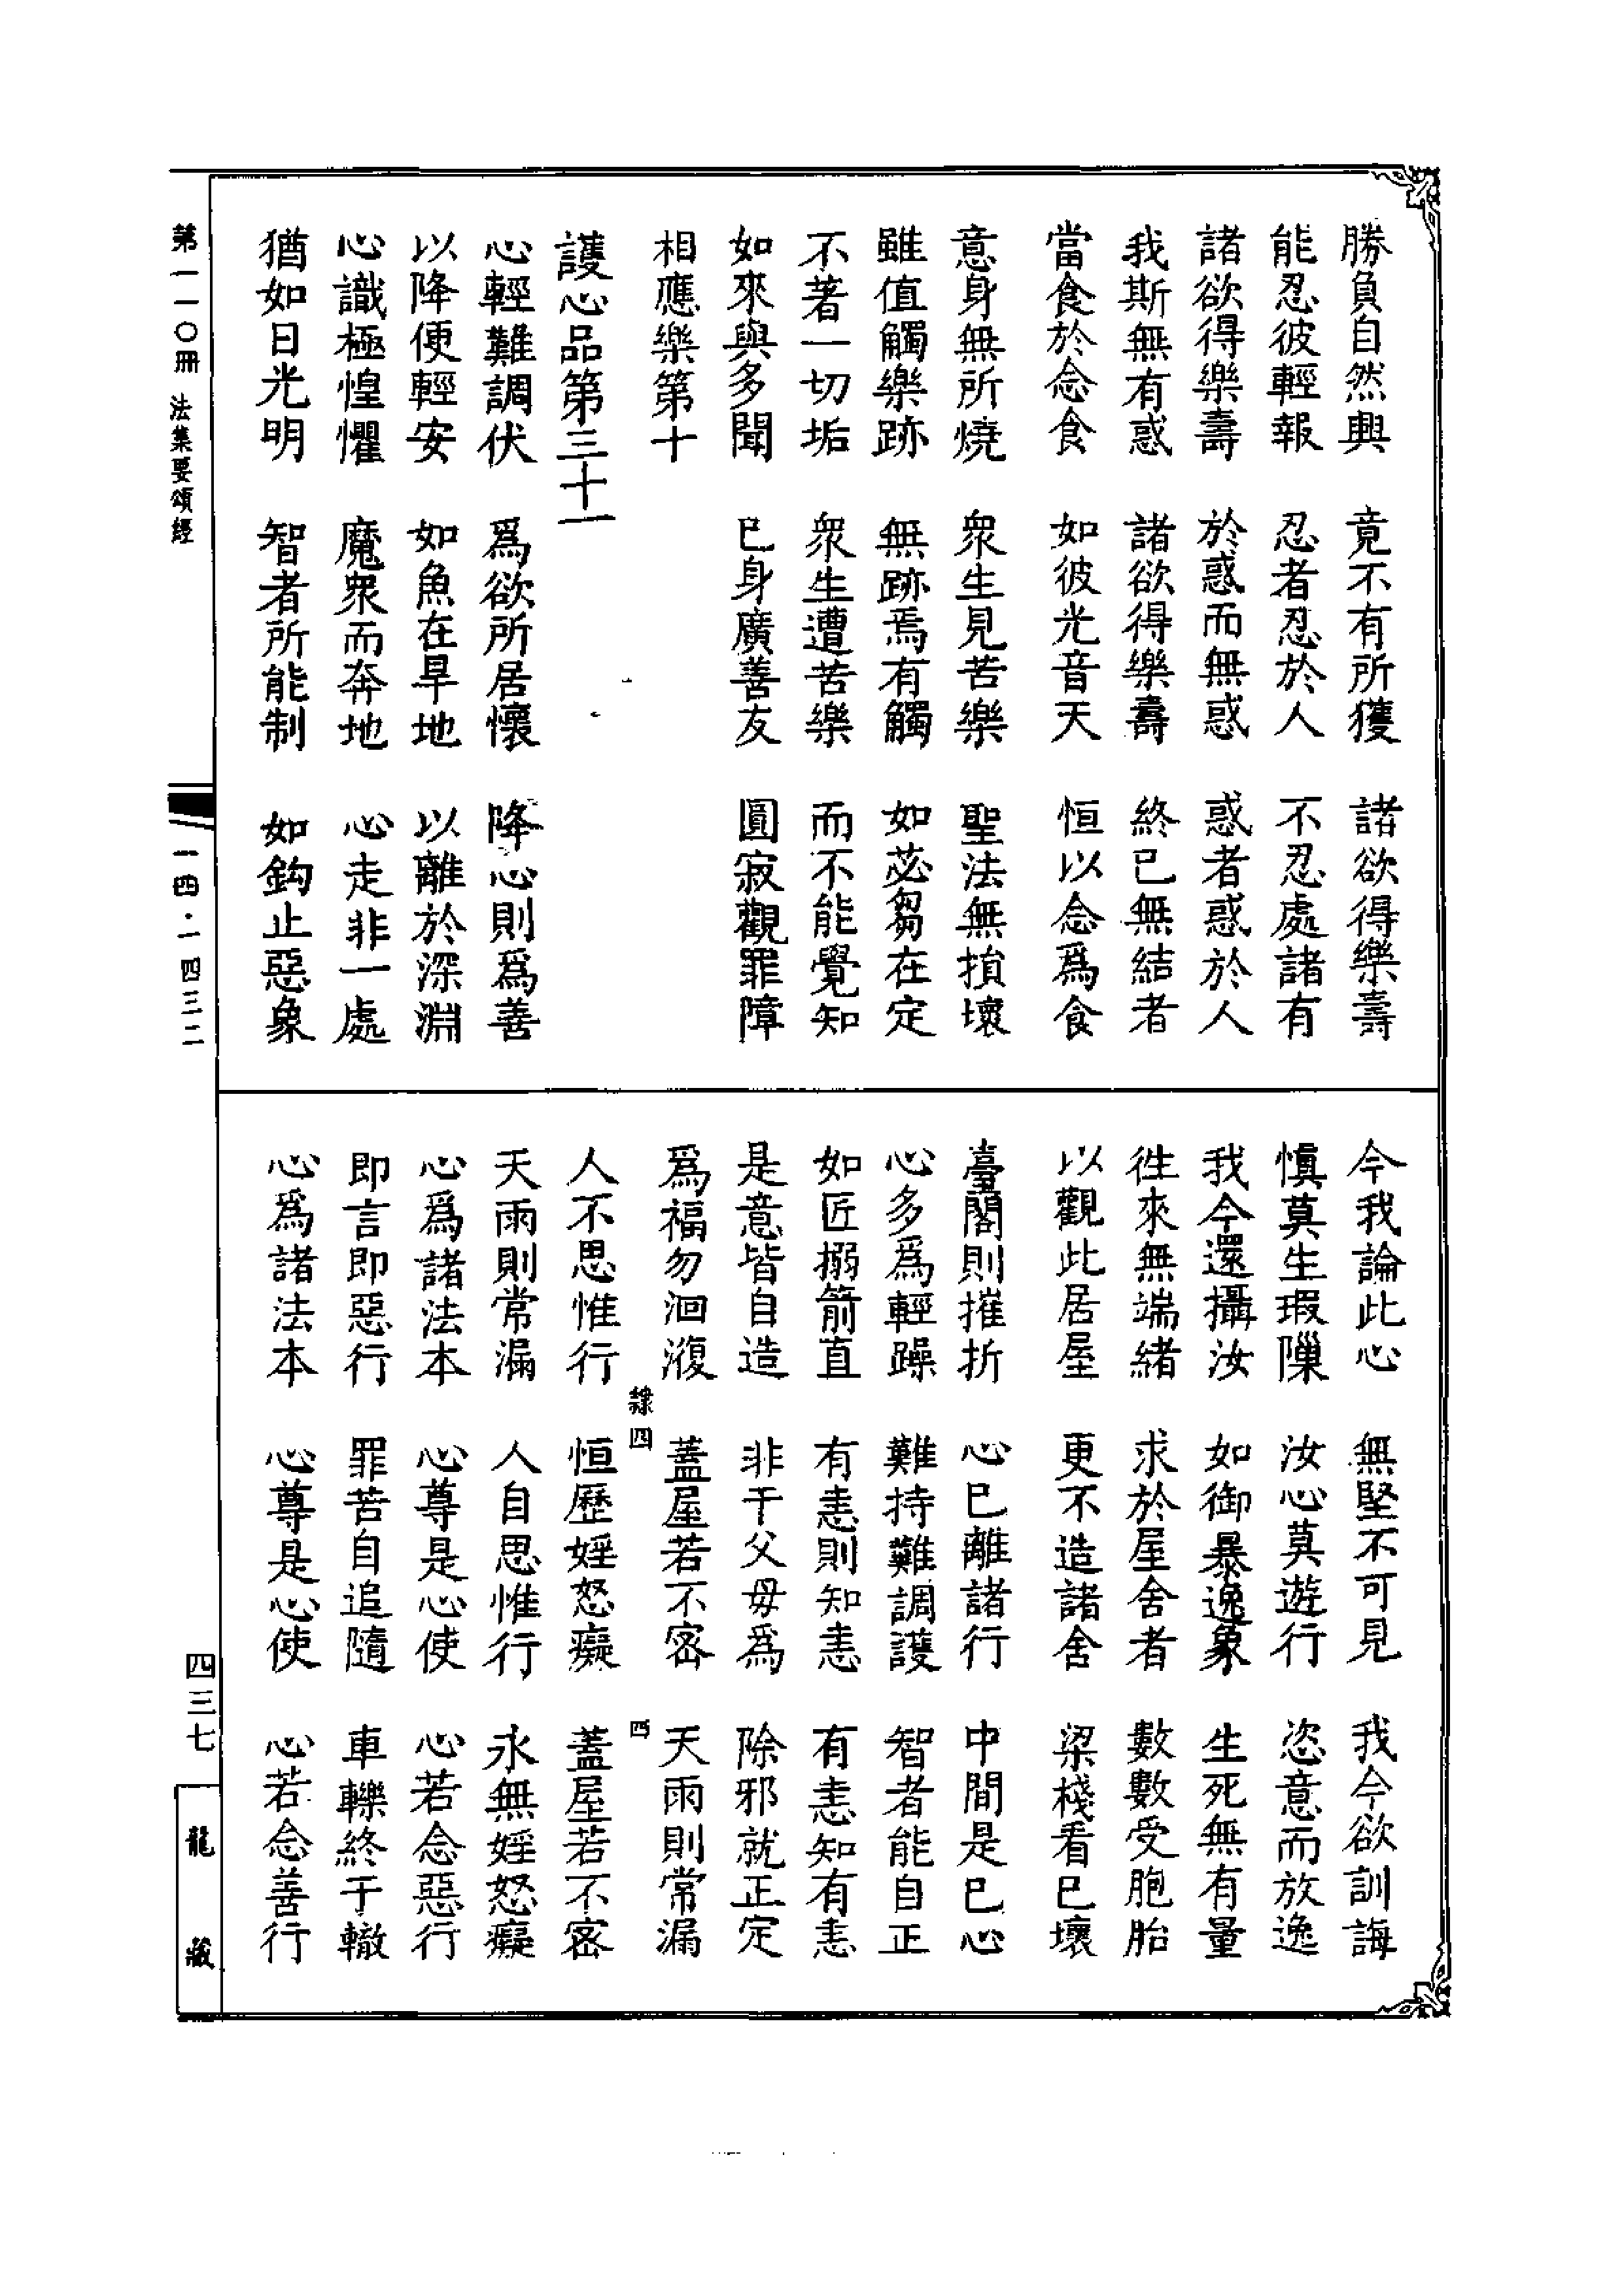 勝負自然興　竟不有所獲　諸欲得樂壽
能忍彼輕報　忍者忍於人　不忍處諸有
諸欲得樂壽　於惑而無惑　惑者惑於人
我斯無有惑　諸欲得樂壽　終已無結者
當食於念食　如彼光音天　恒以念爲食
意身無所燒　衆生見苦樂　聖法無損壞
雖值觸樂跡　無跡焉有觸　如苾芻在定
不著一切垢　衆生遭苦樂　而不能覺知
如來與多聞　巳身廣善友　圓寂觀罪障
相應樂第十
護心品第三十一
心輕難調伏　爲欲所居懷　降心則爲善
以降便輕安　如魚在旱地　以離於深淵
心識極惶懼　魔衆而奔地　心走非一處
猶如日光明　智者所能制　如鈎止惡象
今我論此心　無堅不可見　我今欲訓誨
慎莫生瑕隟　汝心莫遊行　恣意而放逸
我今還攝汝　如御暴逸象　生死無有量
徃來無端緒　求於屋舍者　數數受胞胎
以觀此居屋　更不造諸舍　梁棧看巳壞
臺閣則摧折　心巳離諸行　中間是巳心
心多爲輕躁　難持難調護　智者能自正
如匠搦箭直　有恚則知恚　有恚知有恚
是意皆自造　非干父母爲　除邪就正定
爲福勿洄澓　蓋屋若不密　天雨則常漏
隸四　四
人不思惟行　恒歷婬怒癡　蓋屋若不密
天雨則常漏　人自思惟行　永無婬怒癡
心爲諸法本　心尊是心使　心若念惡行
即言即惡行　罪苦自追隨　車轢終于轍
心爲諸法本　心尊是心使　心若念善行
第一一〇冊　法集要頌經
一四·一四三二
四三七
龍藏